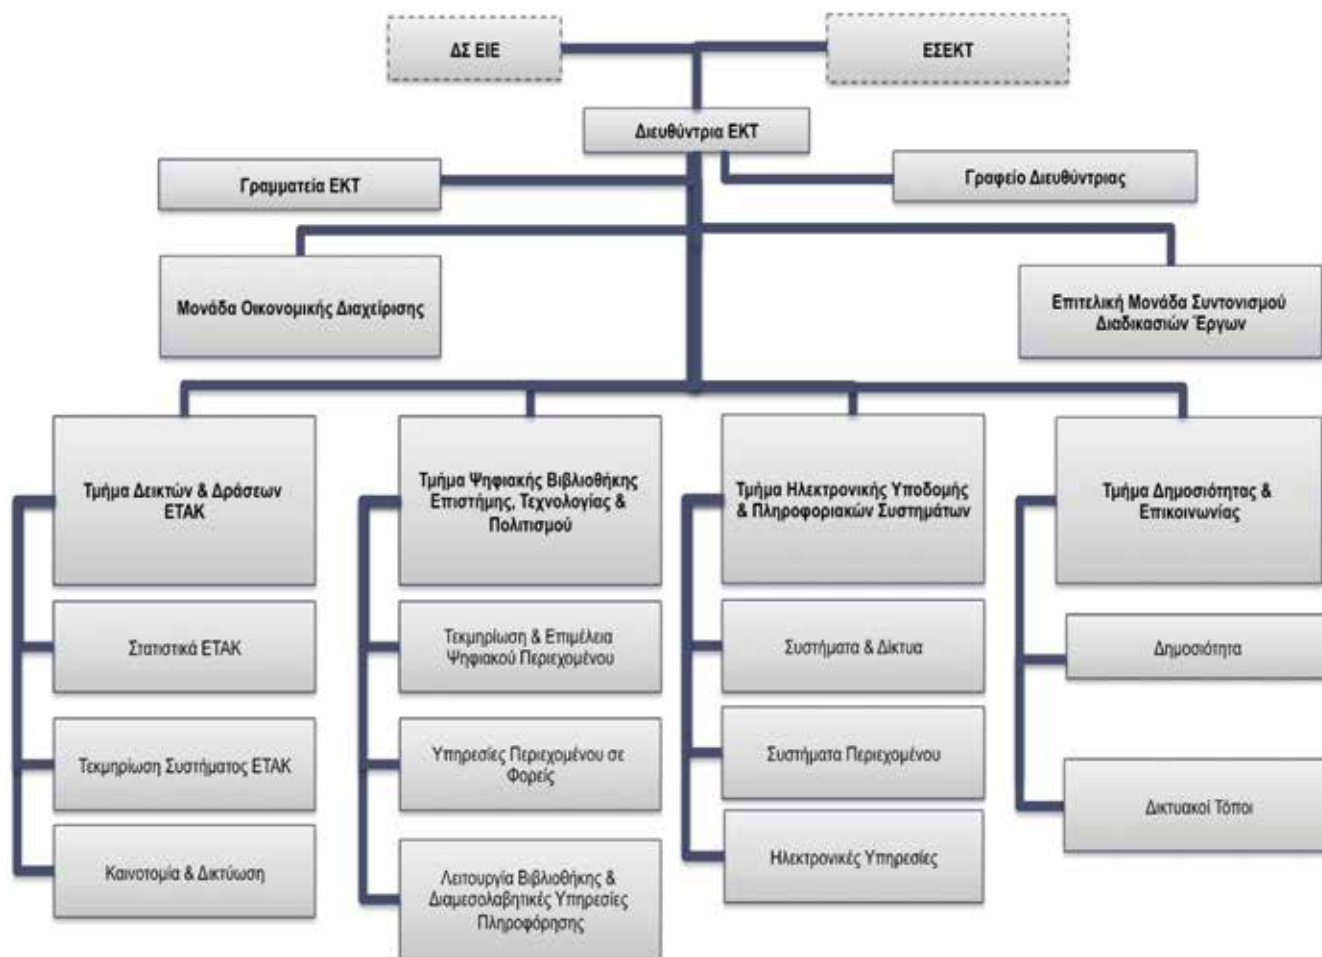 ΔΣ ΕΙΕ
ΕΣΕΚΤ
Διευθύντρια ΕΚΤ
Γραμματεία ΕΚΤ
Γραφείο Διευθύντριας
Μονάδα Οικονομικής Διαχείρισης
Επιτελική Μονάδα Συντονισμού
Διαδικασιών Έργων
Τμήμα Δεικτών & Δράσεων
ΕΤΑΚ
Στατιστικά ΕΤΑΚ
Τεκμηρίωση Συστήματος ΕΤΑΚ
Καινοτομία & Δικτύωση
Τμήμα Ψηφιακής Βιβλιοθήκης
Επιστήμης, Τεχνολογίας &
Πολιτισμού
Τεκμηρίωση & Επιμέλεια
Ψηφιακού Περιεχομένου
Υπηρεσίες Περιεχομένου σε
Φορείς
Λειτουργία Βιβλιοθήκης &
Διαμεσολαβητικές Υπηρεσίες
Πληροφόρησης
Τμήμα Ηλεκτρονικής Υποδομής
& Πληροφοριακών Συστημάτων
Συστήματα & Δίκτυα
Συστήματα Περιεχομένου
Ηλεκτρονικές Υπηρεσίες
Τμήμα Δημοσιότητας &
Επικοινωνίας
Δημοσιότητα
Δικτυακοί Τόποι